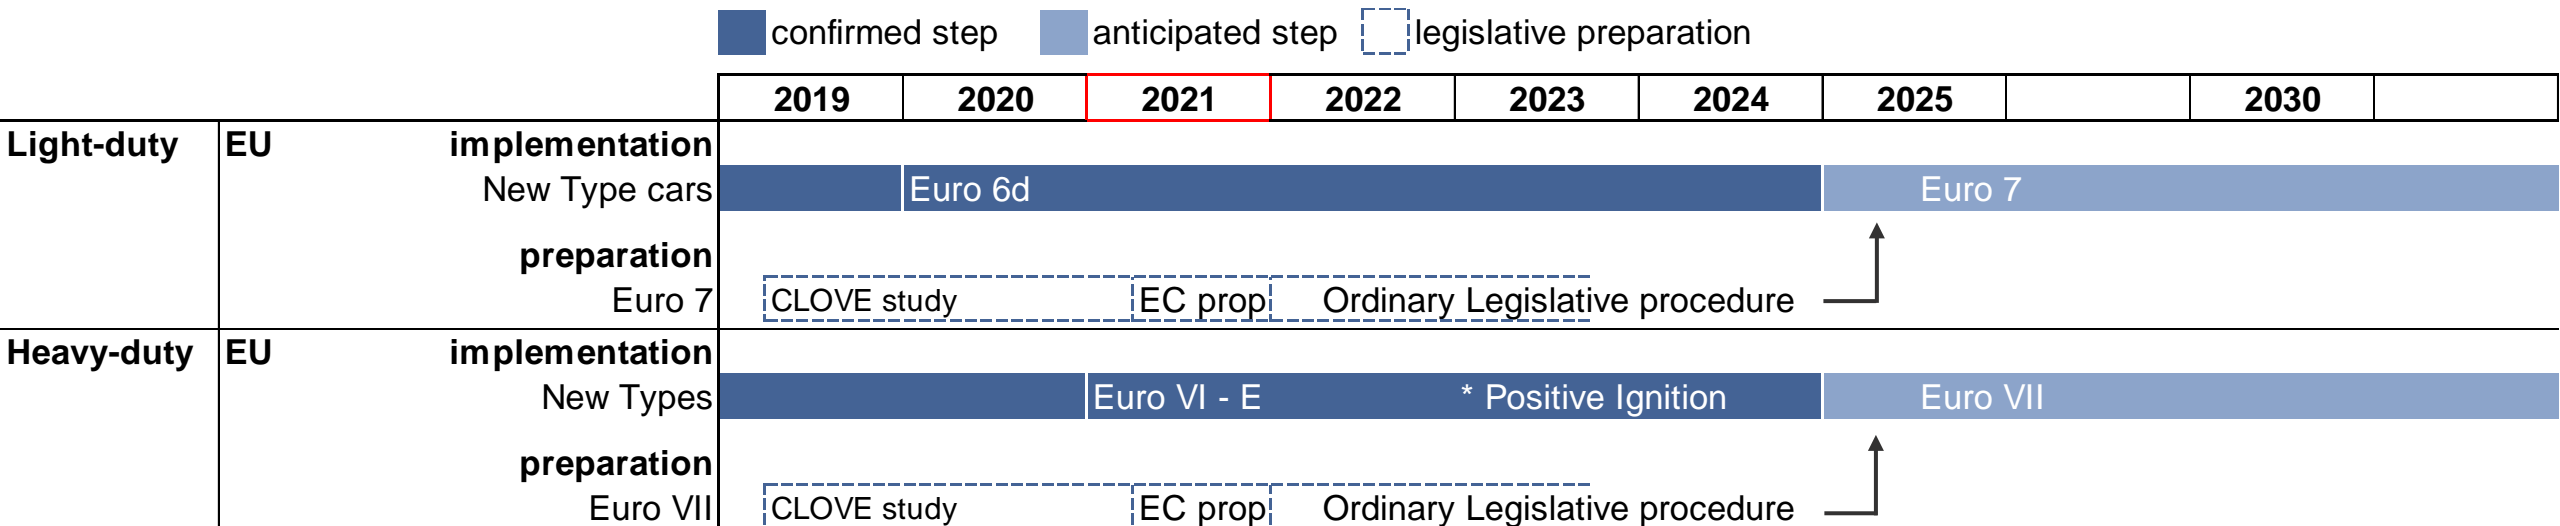 confirmed step anticipated step legislative preparation
2019 2020 2021 2022 2023 2024 2025 2030
Light-duty EU implementation
New Type cars Euro 6d Euro 7
preparation
Euro 7 CLOVE study EC prop Ordinary Legislative procedure
Heavy-duty EU implementation
New Types Euro VI - E * Positive Ignition Euro VII
preparation
Euro VII CLOVE study EC prop Ordinary Legislative procedure